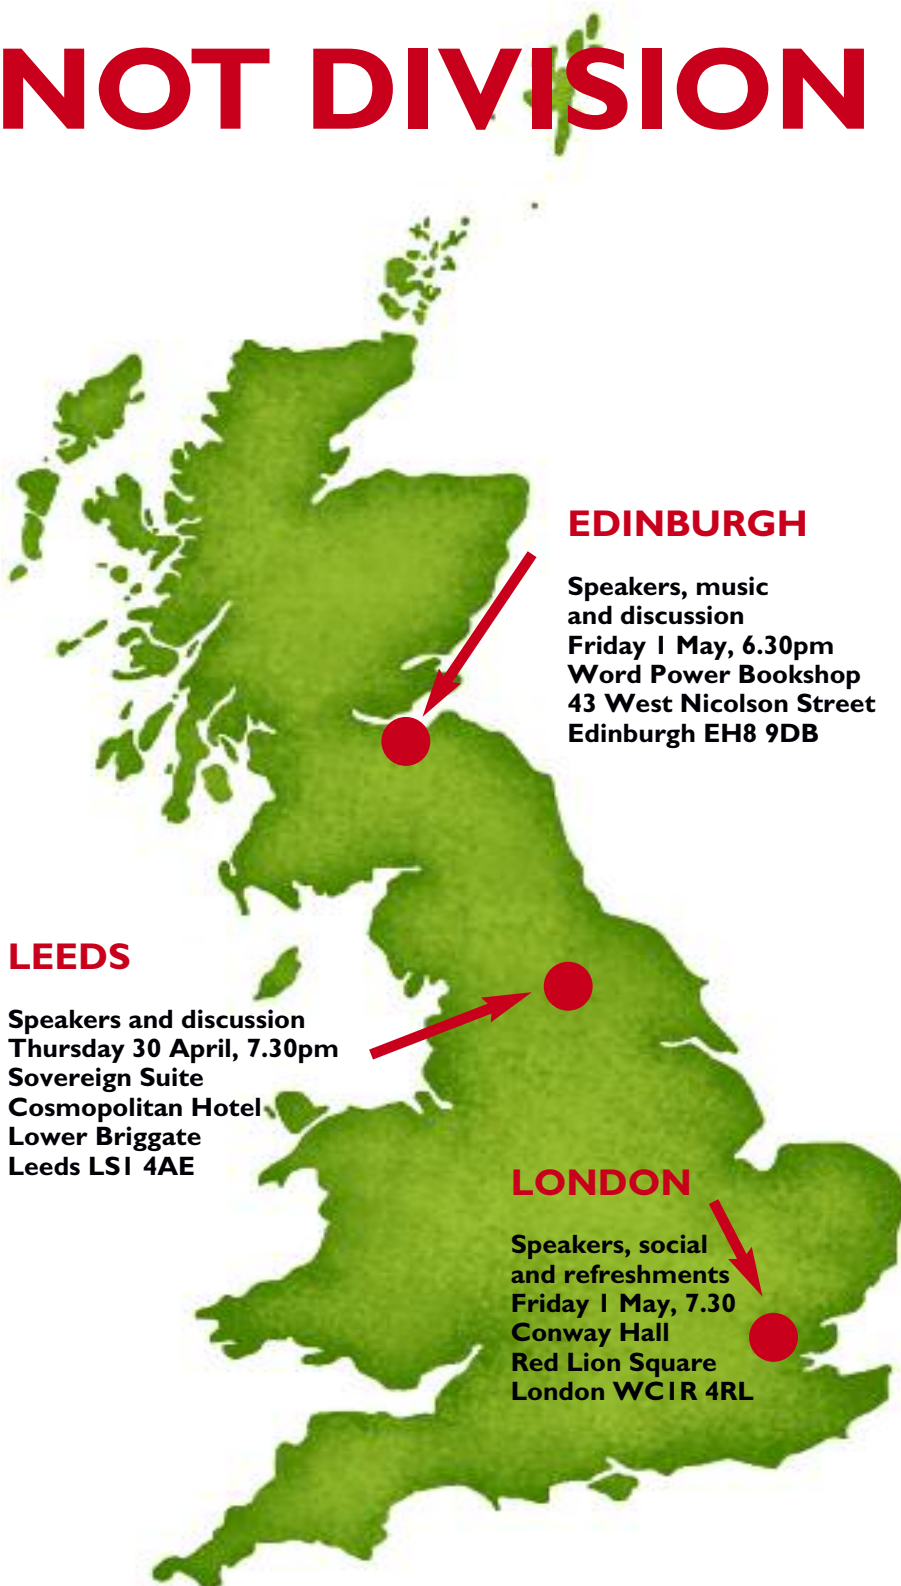 NOT DIVISION
EDINBURGH
Speakers, music
and discussion
Friday 1 May, 6.30pm
Word Power Bookshop
43 West Nicolson Street
Edinburgh EH8 9DB
LEEDS
Speakers and discussion
Thursday 30 April, 7.30pm
Sovereign Suite
Cosmopolitan Hotel
Lower Briggate
Leeds LS1 4AE
LONDON
Speakers, social
and refreshments
Friday 1 May, 7.30
Conway Hall
Red Lion Square
London WC1R 4RL